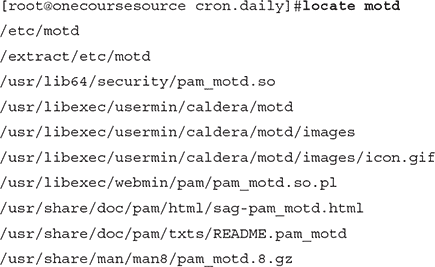 [root@onecoursesource cron.daily]#locate motd
/etc/motd
/extract/etc/motd
/usr/lib64/security/pam_motd.so
/usr/libexec/usermin/caldera/motd
/usr/libexec/usermin/caldera/motd/images
/usr/libexec/usermin/caldera/motd/images/icon.gif
/usr/libexec/webmin/pam/pam_motd.so.pl
/usr/share/doc/pam/html/sag-pam_motd.html
/usr/share/doc/pam/txts/README.pam_motd
/usr/share/man/man8/pam_motd.8.gz